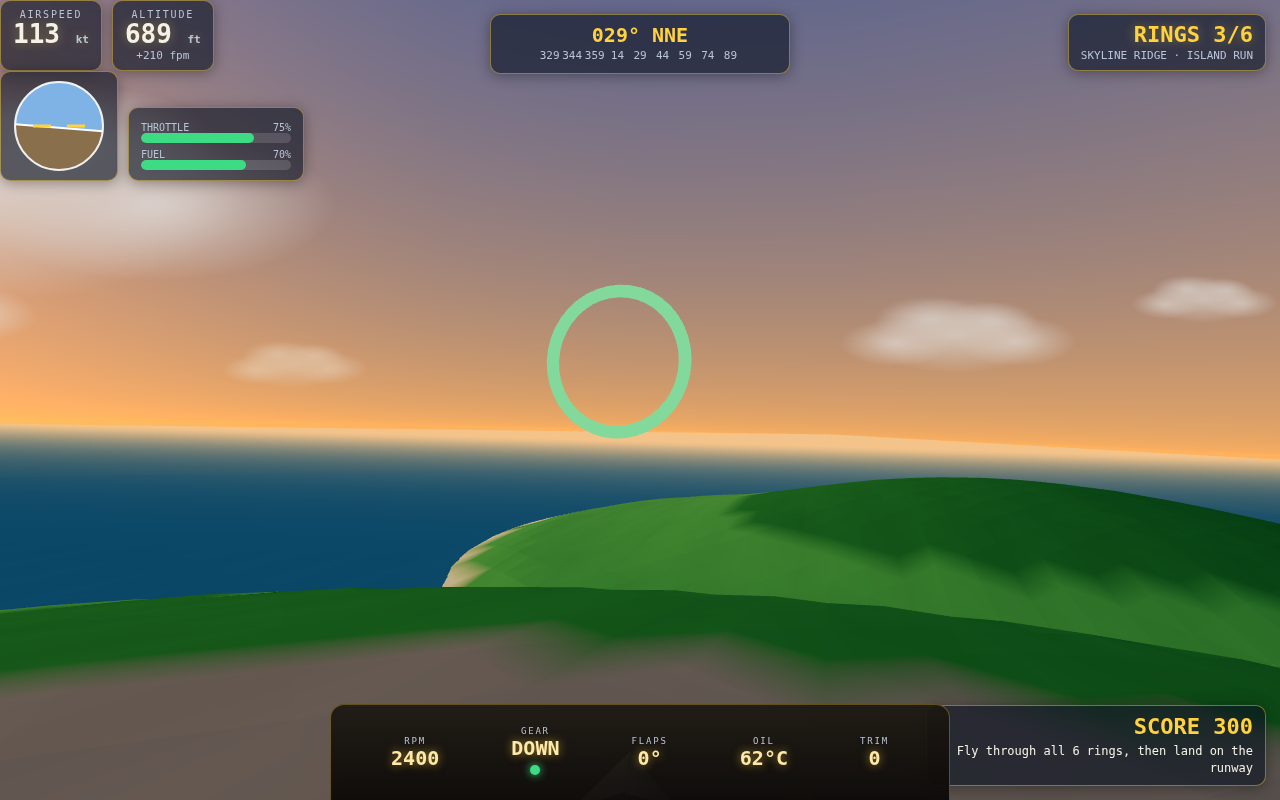 AIRSPEED
113 kt
ALTITUDE
689 ft
+210 fpm
029° NNE
329 344 359 14 29 44 59 74 89
RINGS 3/6
SKYLINE RIDGE · ISLAND RUN
THROTTLE 75%
FUEL 70%
RPM
2400
GEAR
DOWN
FLAPS
0°
OIL
62°C
TRIM
0
SCORE 300
Fly through all 6 rings, then land on the
runway